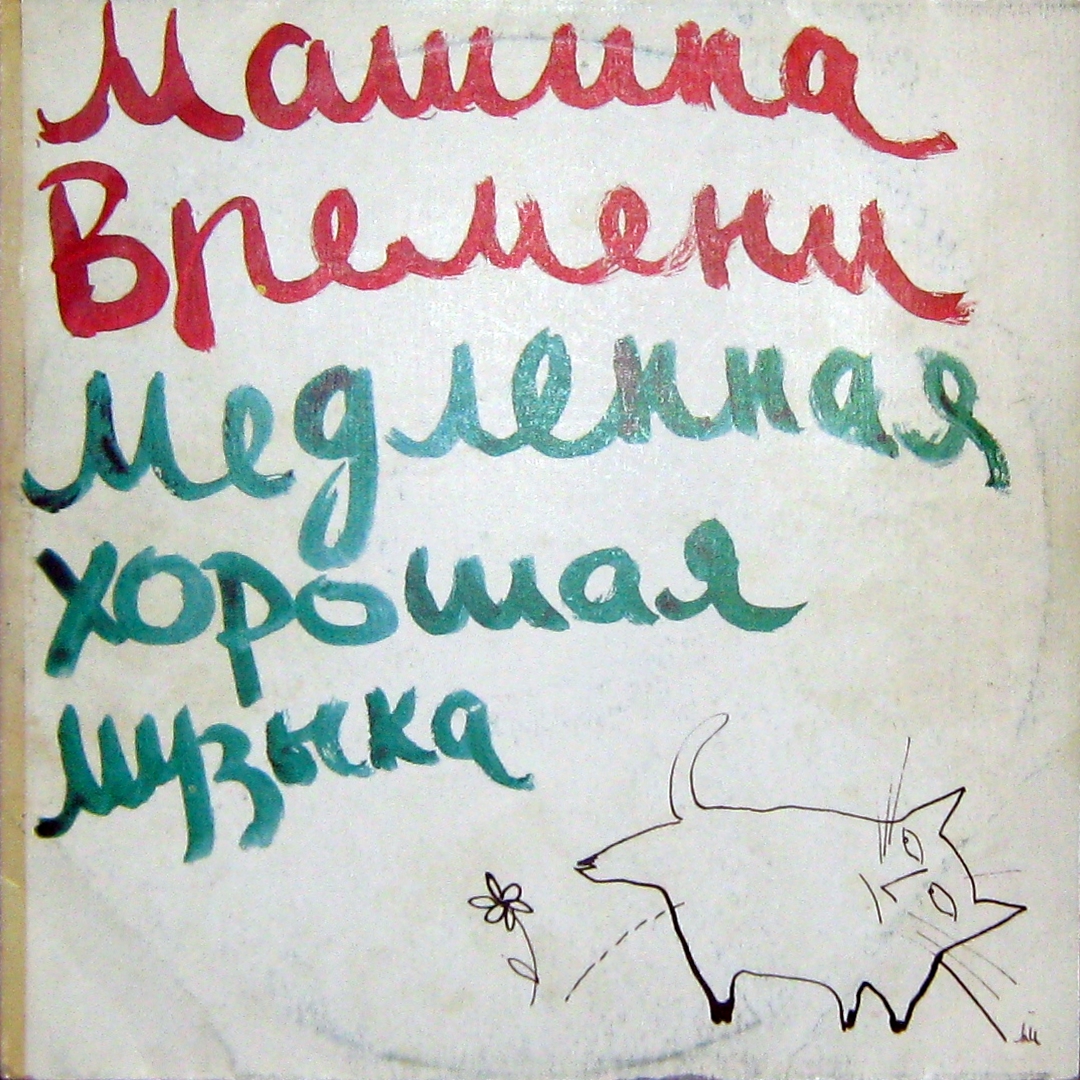 Машина
Времени
Медленная
хорошая
музыка